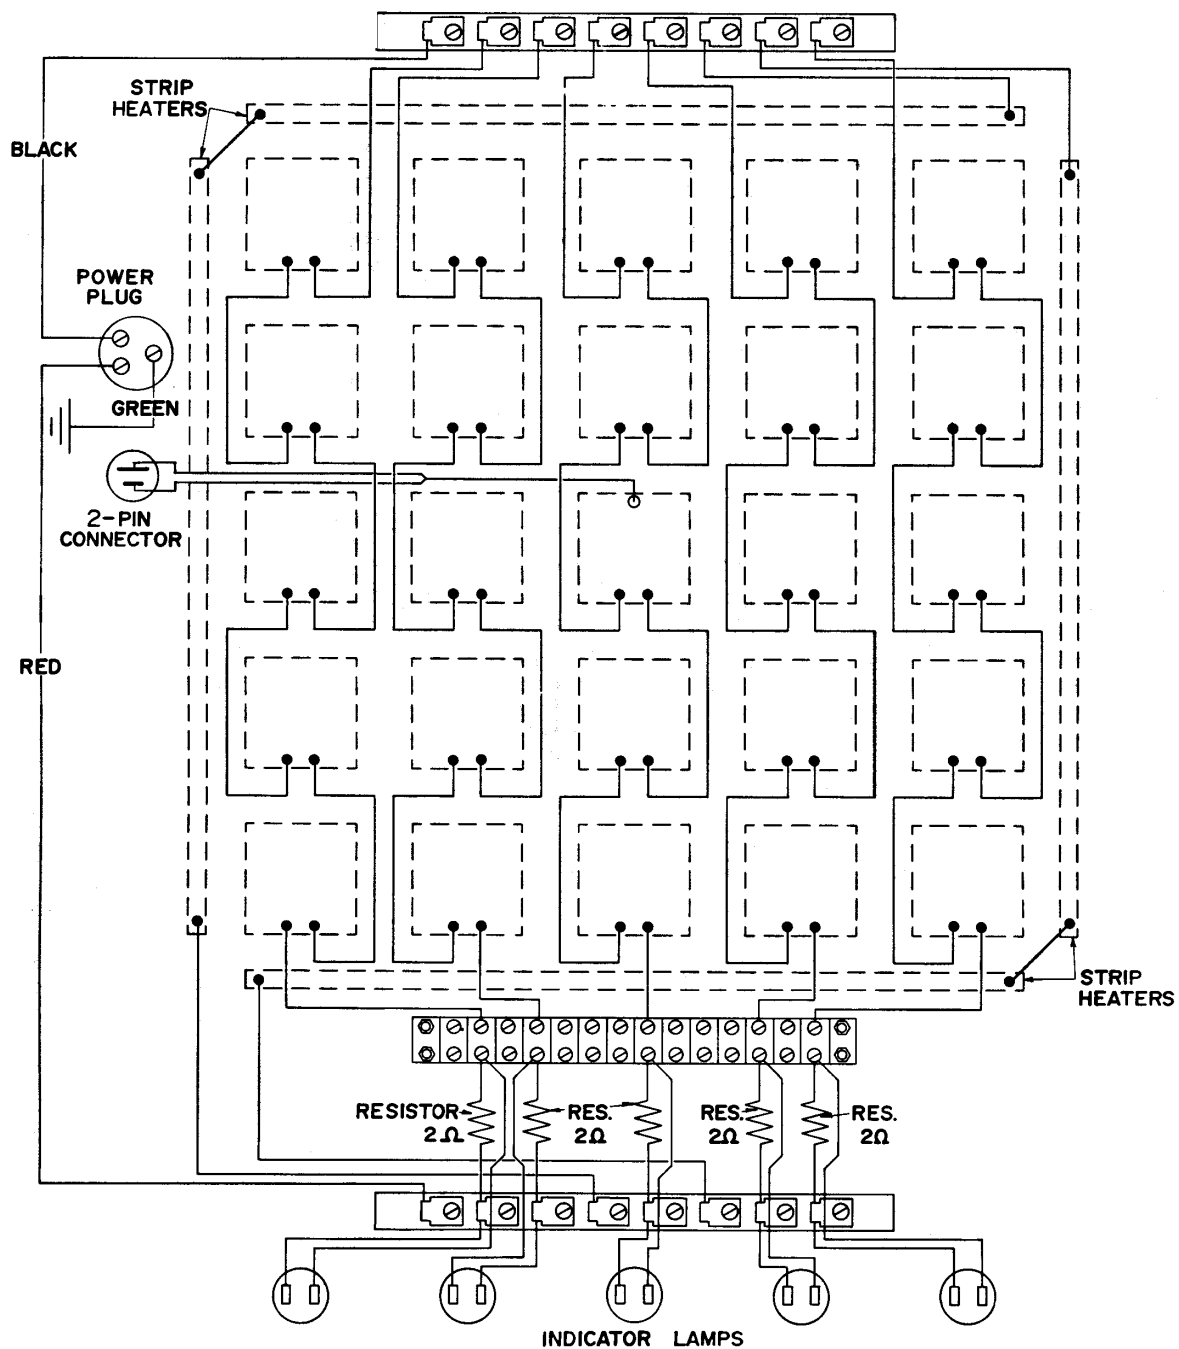 STRIP
HEATERS
BLACK
POWER
PLUG
GREEN
2-PIN
CONNECTOR
RED
STRIP
HEATERS
RESISTOR
2Ω
RES.
2Ω
RES.
2Ω
RES.
2Ω
INDICATOR LAMPS